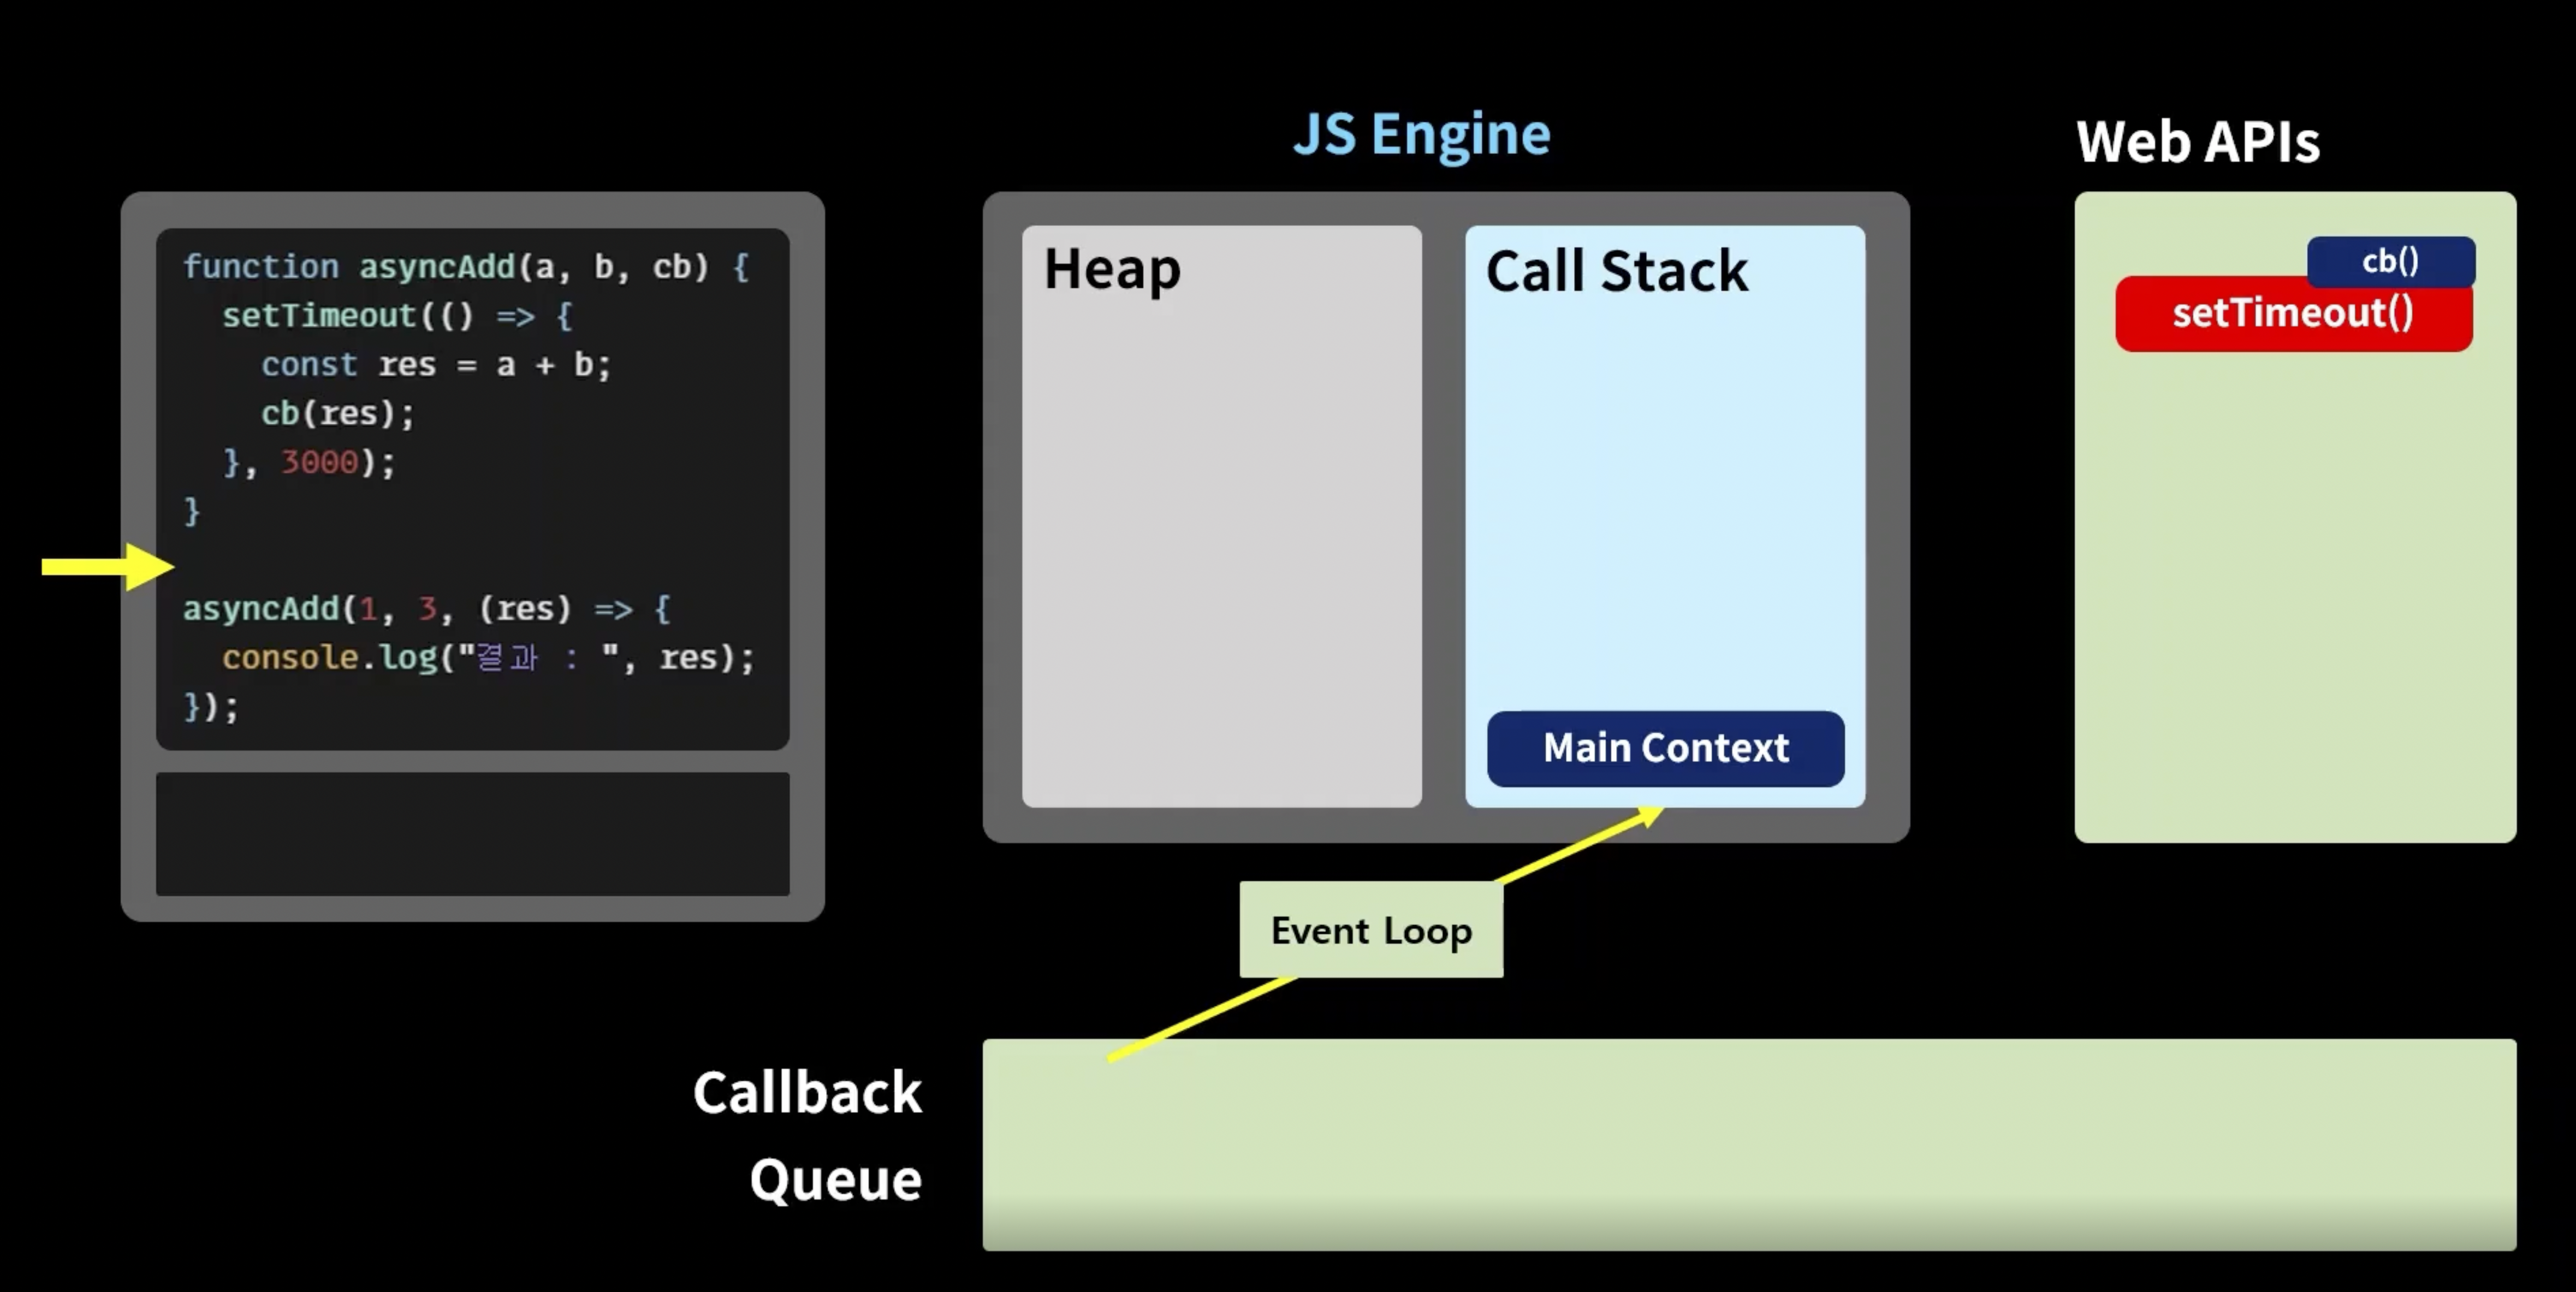 JS Engine
Web APIs
function asyncAdd(a, b, cb) {
  setTimeout(() => {
    const res = a + b;
    cb(res);
  }, 3000);
}
asyncAdd(1, 3, (res) => {
  console.log("결과 : ", res);
});
Heap
Call Stack
Main Context
cb()
setTimeout()
Event Loop
Callback
Queue